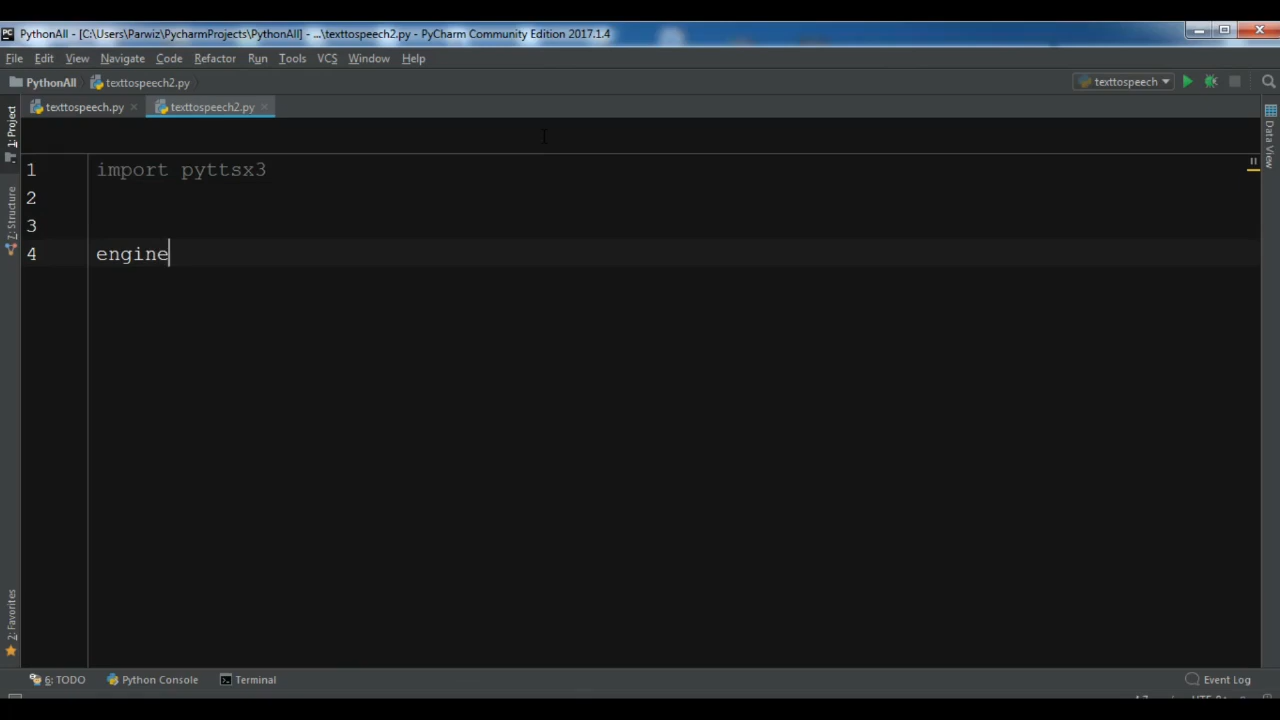 PythonAll - [C:\Users\Parwiz\PycharmProjects\PythonAll] - ...\texttospeech2.py - PyCharm Community Edition 2017.1.4
File Edit View Navigate Code Refactor Run Tools VCS Window Help
PythonAll texttospeech2.py texttospeech
texttospeech.py texttospeech2.py
1: Project
Z: Structure
2: Favorites
Data View
1 import pyttsx3
2
3
4 engine
6: TODO Python Console Terminal Event Log